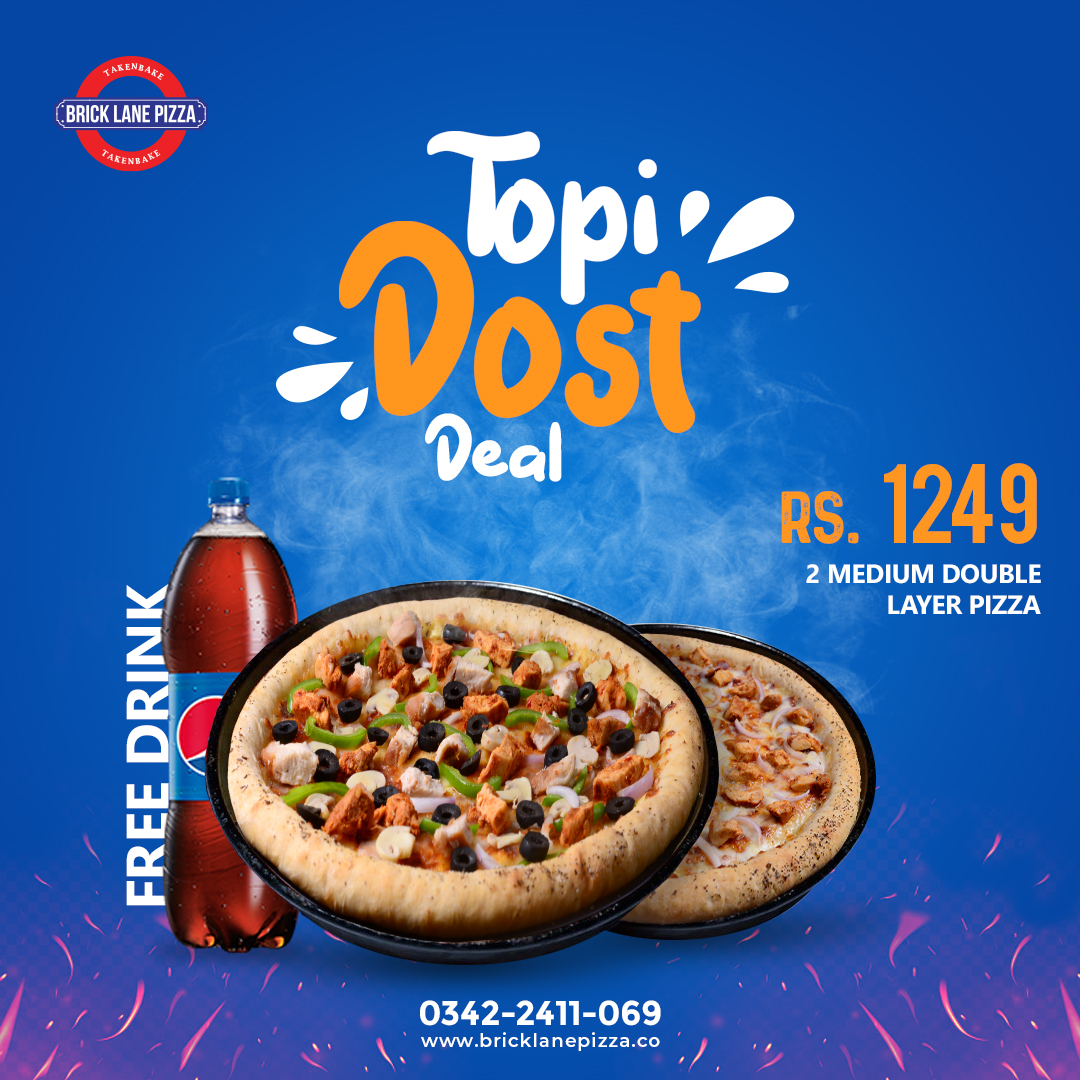 TAKENBAKE
BRICK LANE PIZZA
TAKENBAKE
Topi
Dost
Deal
RS. 1249
2 MEDIUM DOUBLE
LAYER PIZZA
FREE DRINK
0342-2411-069
www.bricklanepizza.co